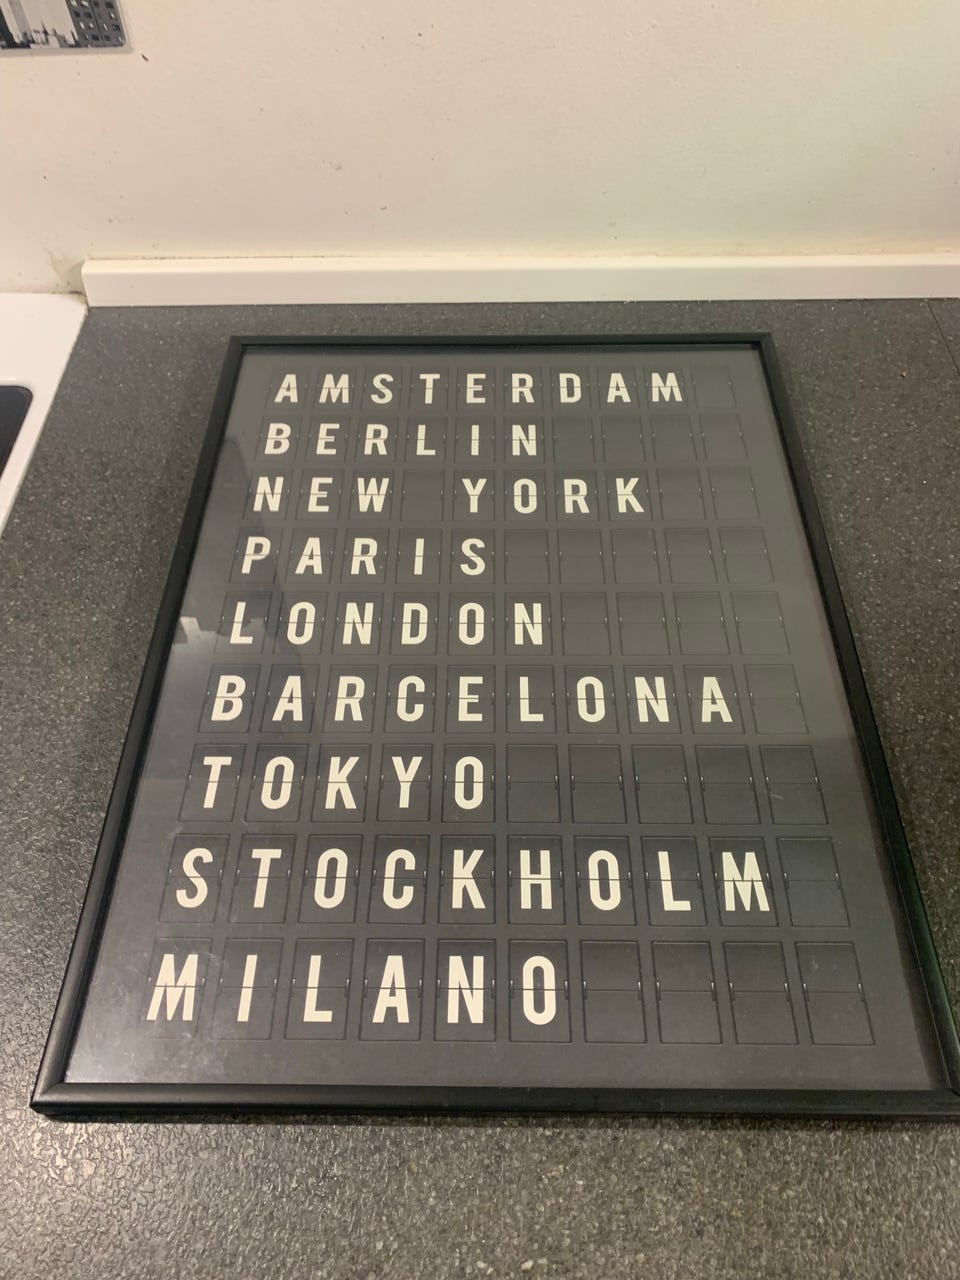 AMSTERDAM
BERLIN
NEW YORK
PARIS
LONDON
BARCELONA
TOKYO
STOCKHOLM
MILANO